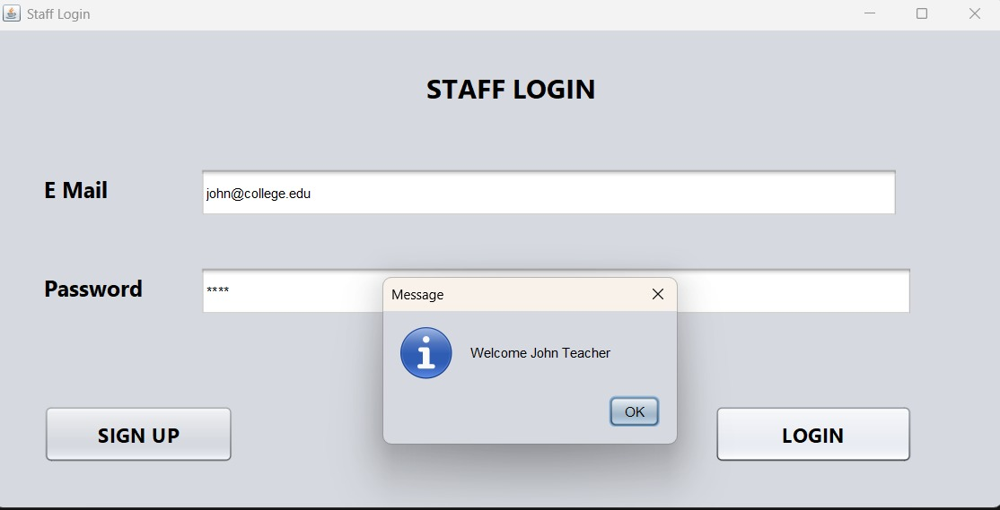 Staff Login
STAFF LOGIN
E Mail
john@college.edu
Password
****
Message
Welcome John Teacher
OK
SIGN UP
LOGIN